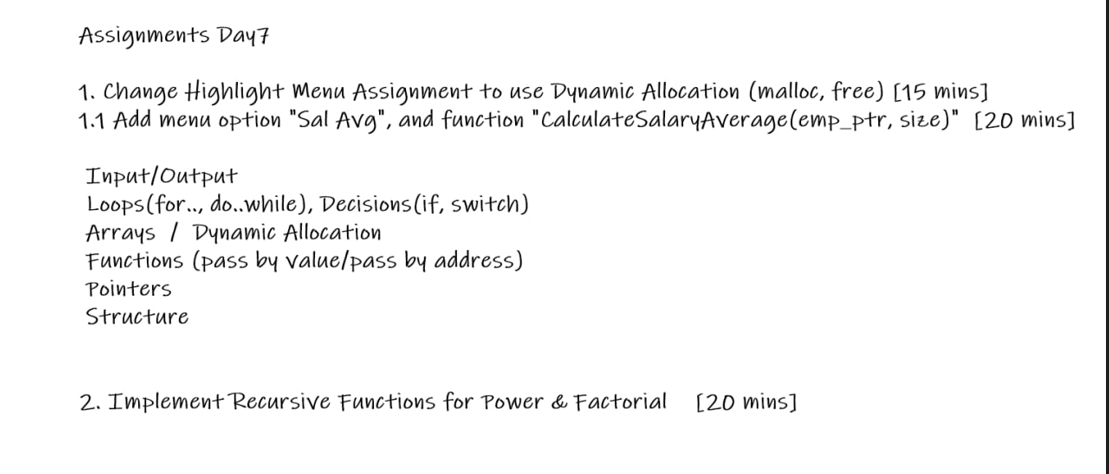 Assignments Day7
1. Change Highlight Menu Assignment to use Dynamic Allocation (malloc, free) [15 mins]
1.1 Add menu option "Sal Avg", and function "CalculateSalaryAverage(emp_ptr, size)" [20 mins]
Input/Output
Loops(for.., do..while), Decisions(if, switch)
Arrays / Dynamic Allocation
Functions (pass by value/pass by address)
Pointers
Structure
2. Implement Recursive Functions for Power & Factorial [20 mins]